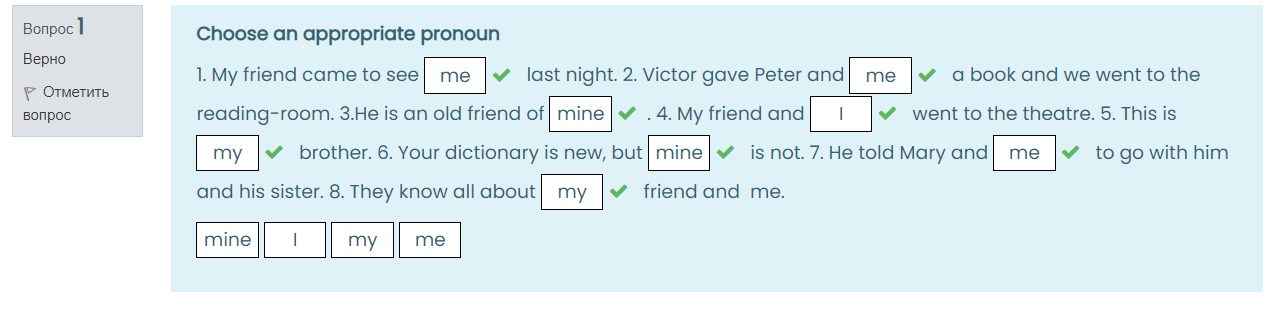 Вопрос 1
Верно
Отметить
вопрос
Choose an appropriate pronoun
1. My friend came to see me last night. 2. Victor gave Peter and me a book and we went to the
reading-room. 3.He is an old friend of mine . 4. My friend and I went to the theatre. 5. This is
my brother. 6. Your dictionary is new, but mine is not. 7. He told Mary and me to go with him
and his sister. 8. They know all about my friend and me.
mine I my me